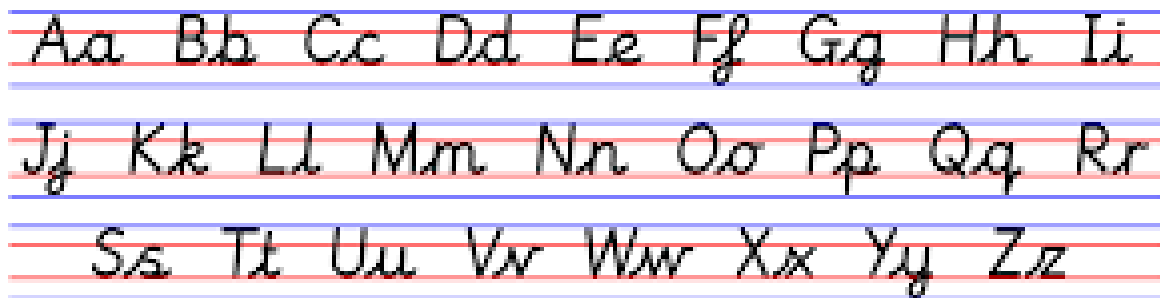 Aa Bb Cc Dd Ee Ff Gg Hh Ii
Jj Kk Ll Mm Nn Oo Pp Qq Rr
Ss Tt Uu Vv Ww Xx Yy Zz